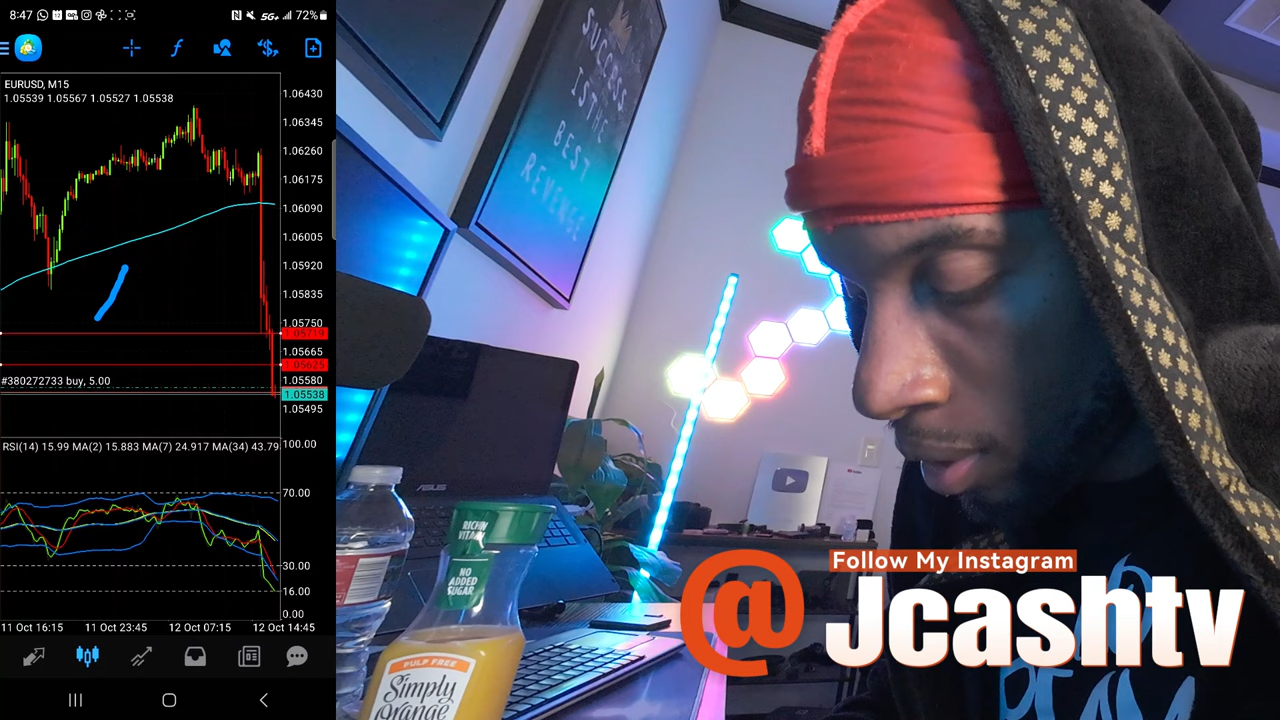 8:47
5G+
72%
EURUSD, M15
1.05539 1.05567 1.05527 1.05538
1.06430
1.06345
1.06260
1.06175
1.06090
1.06005
1.05920
1.05835
1.05750
1.05665
1.05580
#380272733 buy, 5.00
1.05538
1.05495
100.00
RSI(14) 15.99 MA(2) 15.883 MA(7) 24.917 MA(34) 43.79
70.00
30.00
16.00
0.00
11 Oct 16:15 11 Oct 23:45 12 Oct 07:15 12 Oct 14:45
SUCCESS
IS THE
BEST
REVENGE
ASUS
NO
ADDED
SUGAR
PULP FREE
Simply
Orange
Follow My Instagram
@Jcashtv